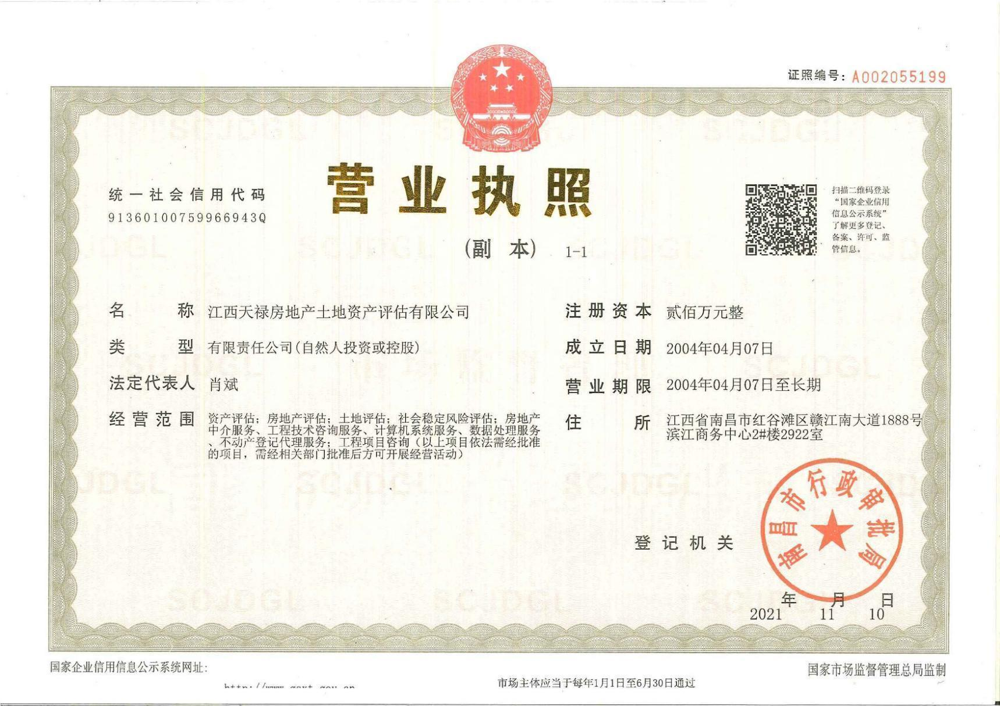 证照编号：A002055199
营业执照
统一社会信用代码
91360100759966943Q
（副 本） 1-1
扫描二维码登录
“国家企业信用
信息公示系统”
了解更多登记、
备案、许可、监
管信息。
名 称 江西天禄房地产土地资产评估有限公司
类 型 有限责任公司(自然人投资或控股)
法定代表人 肖斌
经营范围 资产评估；房地产评估；土地评估；社会稳定风险评估；房地产
中介服务、工程技术咨询服务、计算机系统服务、数据处理服务
、不动产登记代理服务；工程项目咨询（以上项目依法需经批准
的项目，需经相关部门批准后方可开展经营活动）
注册资本 贰佰万元整
成立日期 2004年04月07日
营业期限 2004年04月07日至长期
住 所 江西省南昌市红谷滩区赣江南大道1888号
滨江商务中心2#楼2922室
登记机关
南昌市行政审批局
年 月 日
2021 11 10
国家企业信用信息公示系统网址：
市场主体应当于每年1月1日至6月30日通过
国家市场监督管理总局监制
SCJDGL